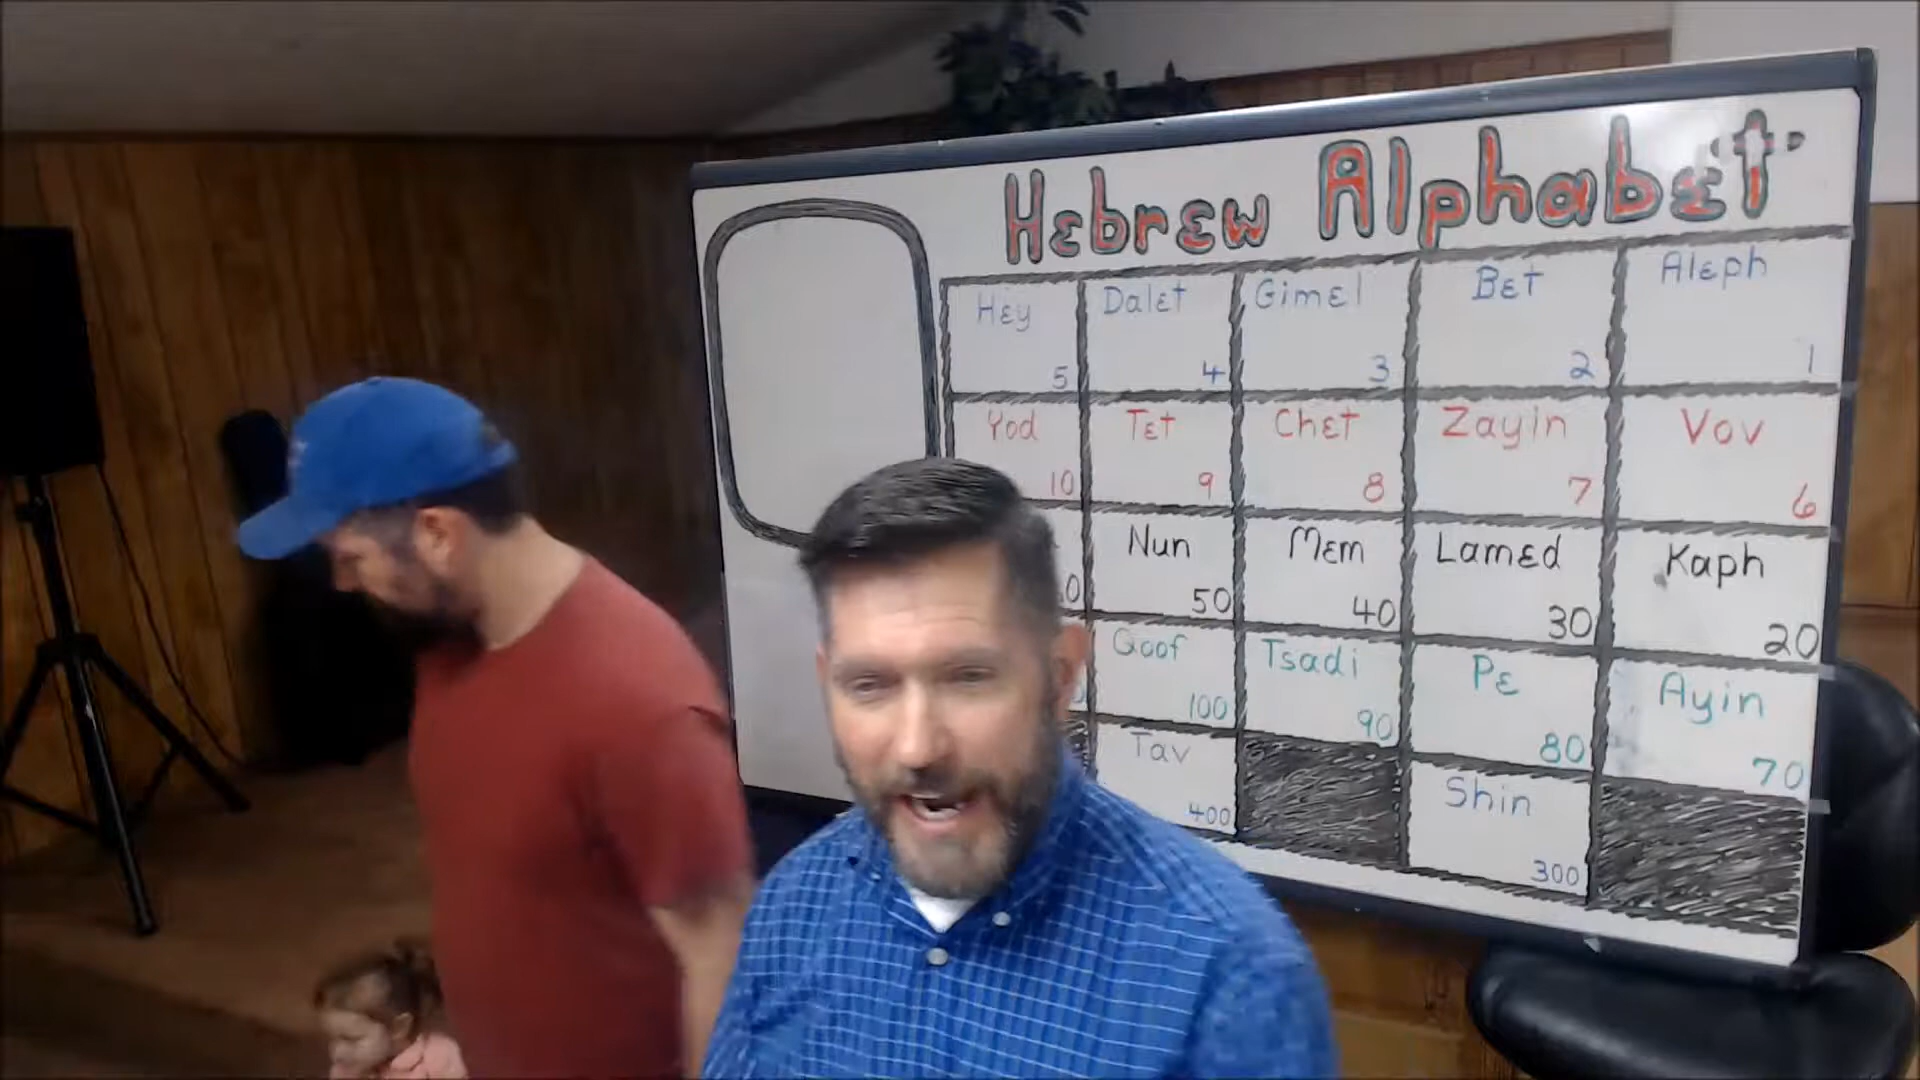 Hebrew Alphabet
Hey Dalet Gimel Bet Aleph
5 4 3 2 1
Yod Tet Chet Zayin Vov
10 9 8 7 6
Nun Mem Lamed Kaph
0 50 40 30 20
Qoof Tsadi Pe Ayin
100 90 80 70
Tav Shin
400 300